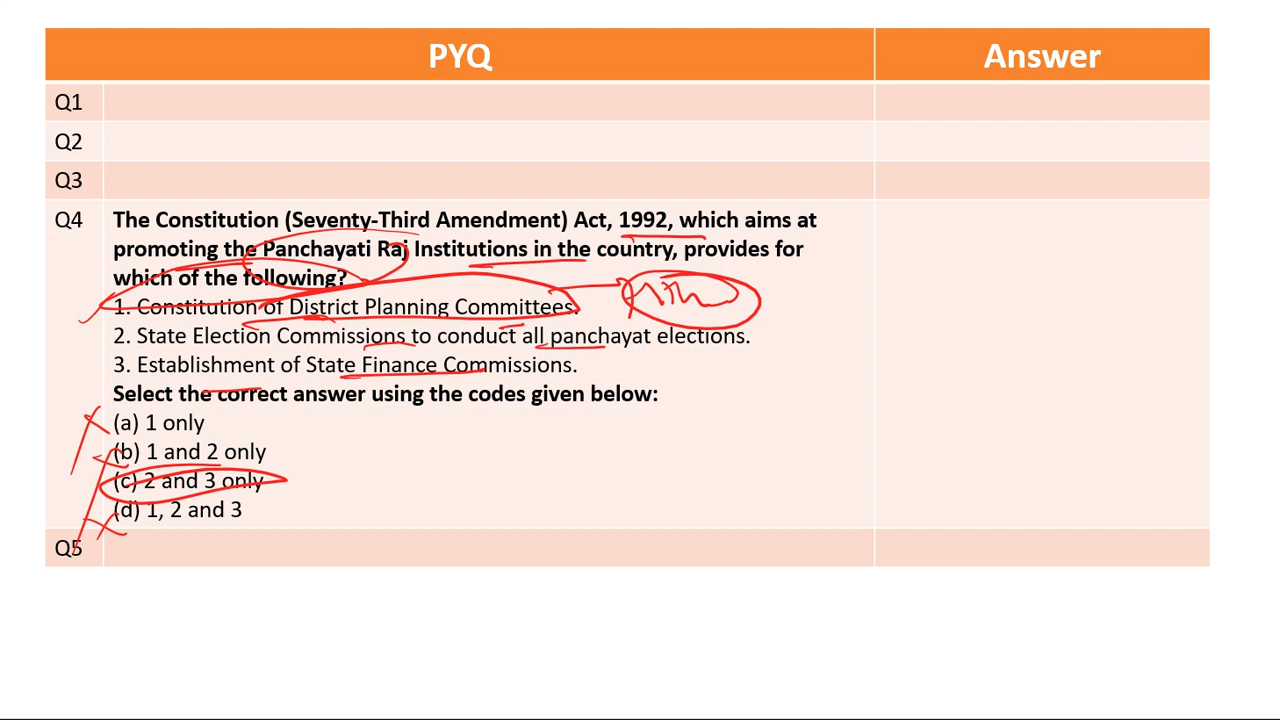 PYQ Answer
Q1
Q2
Q3
Q4 The Constitution (Seventy-Third Amendment) Act, 1992, which aims at
promoting the Panchayati Raj Institutions in the country, provides for
which of the following?
1. Constitution of District Planning Committees.
2. State Election Commissions to conduct all panchayat elections.
3. Establishment of State Finance Commissions.
Select the correct answer using the codes given below:
(a) 1 only
(b) 1 and 2 only
(c) 2 and 3 only
(d) 1, 2 and 3
Q5